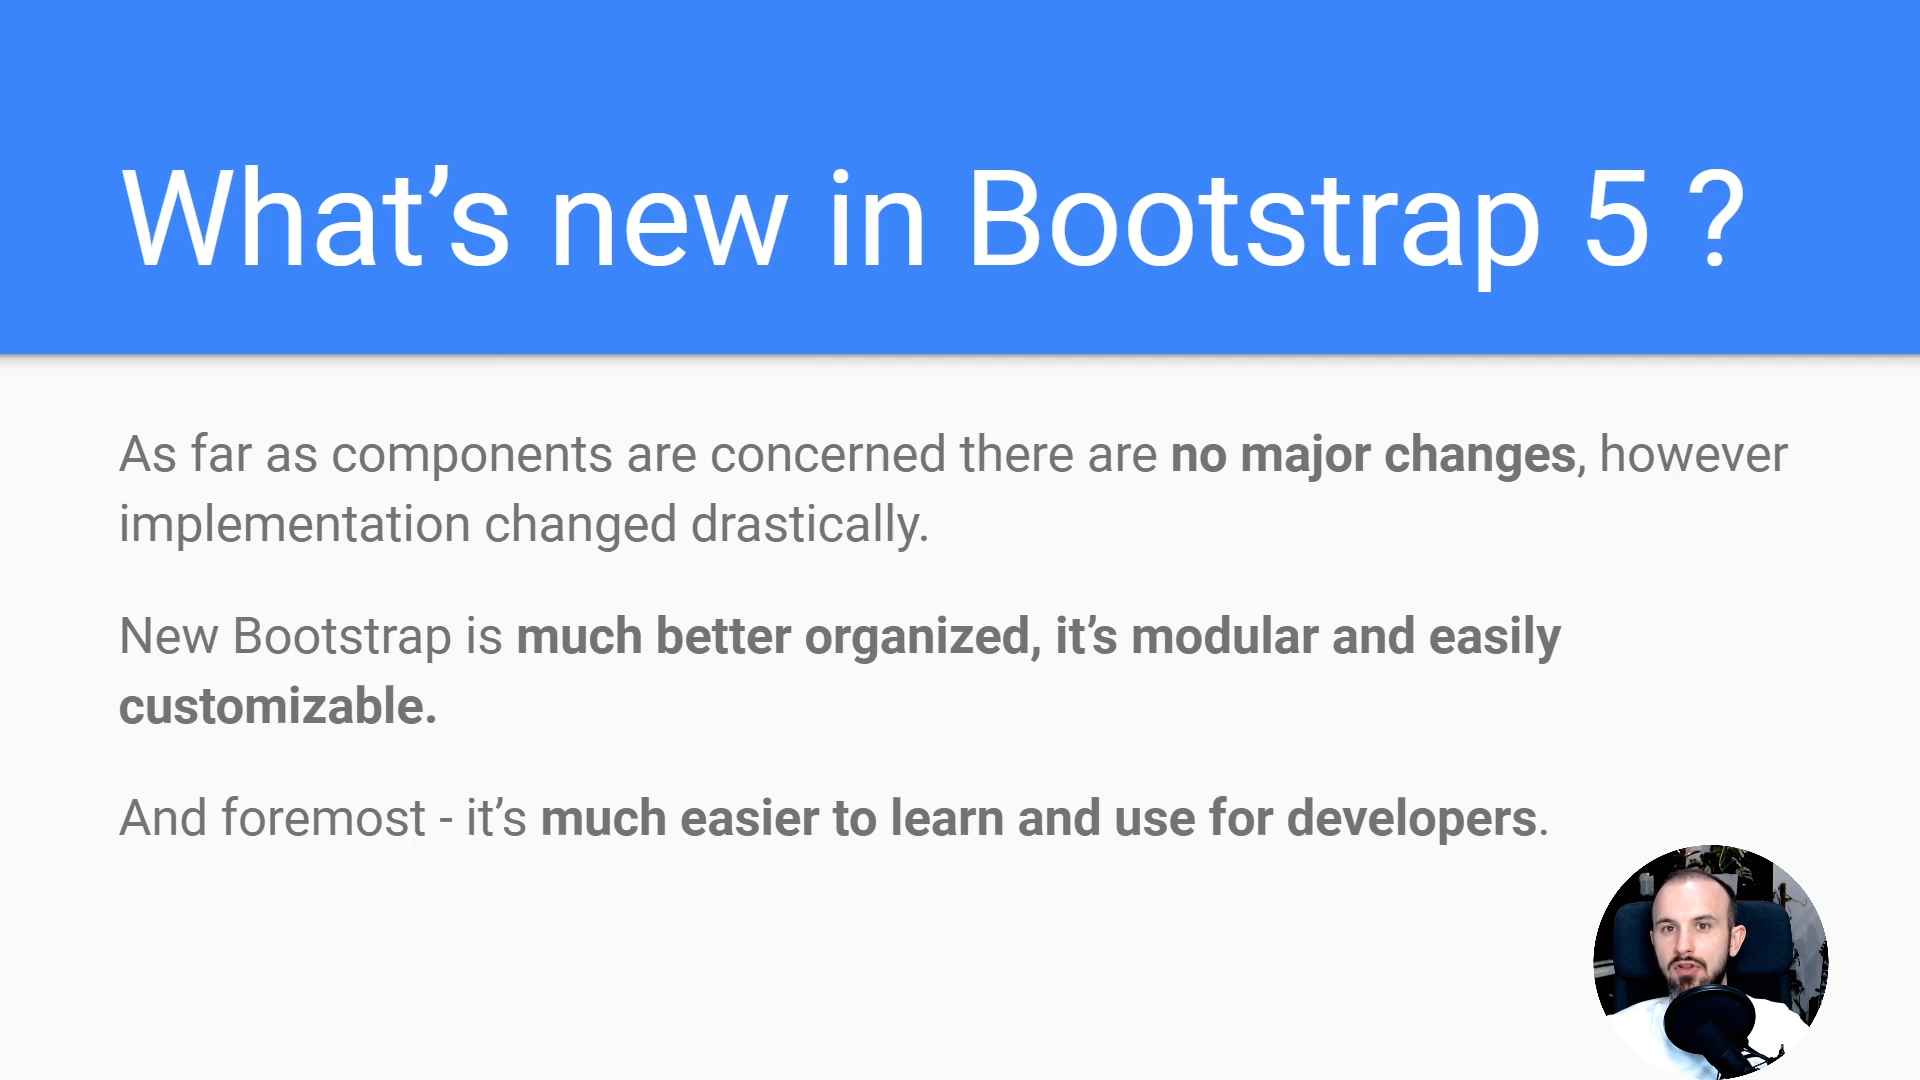 What’s new in Bootstrap 5 ?
As far as components are concerned there are no major changes, however
implementation changed drastically.
New Bootstrap is much better organized, it’s modular and easily
customizable.
And foremost - it’s much easier to learn and use for developers.